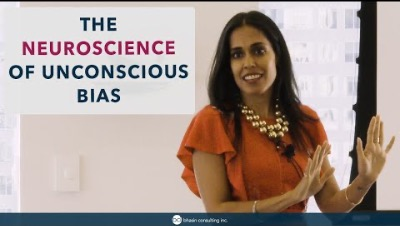 THE
NEUROSCIENCE
OF UNCONSCIOUS
BIAS
bhasin consulting inc.